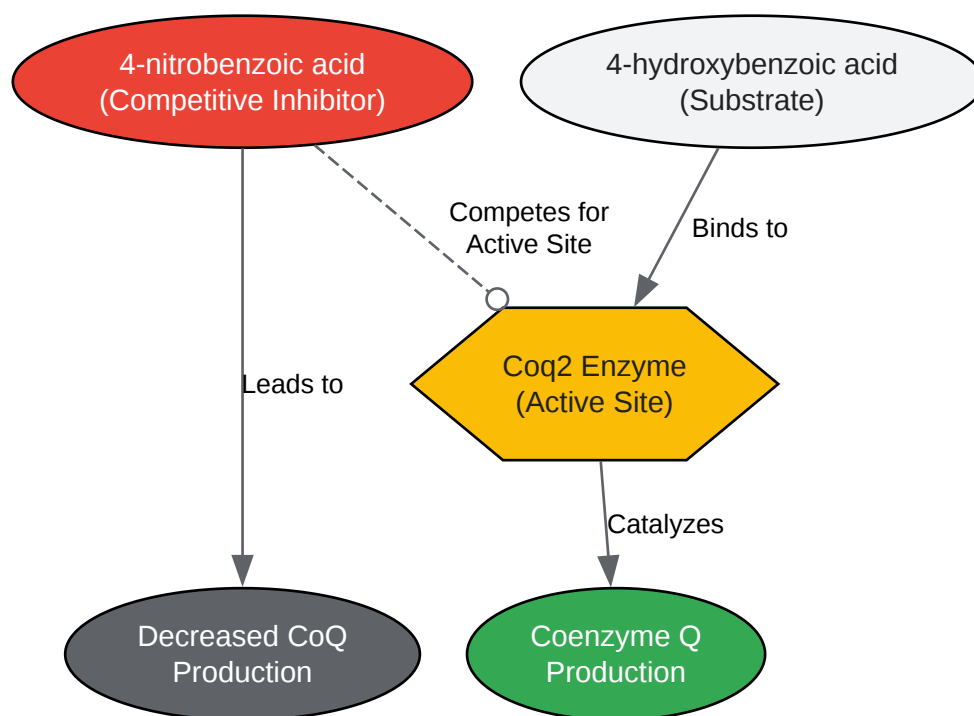 4-nitrobenzoic acid
(Competitive Inhibitor)
4-hydroxybenzoic acid
(Substrate)
Competes for
Active Site
Binds to
Coq2 Enzyme
(Active Site)
Leads to
Catalyzes
Decreased CoQ
Production
Coenzyme Q
Production